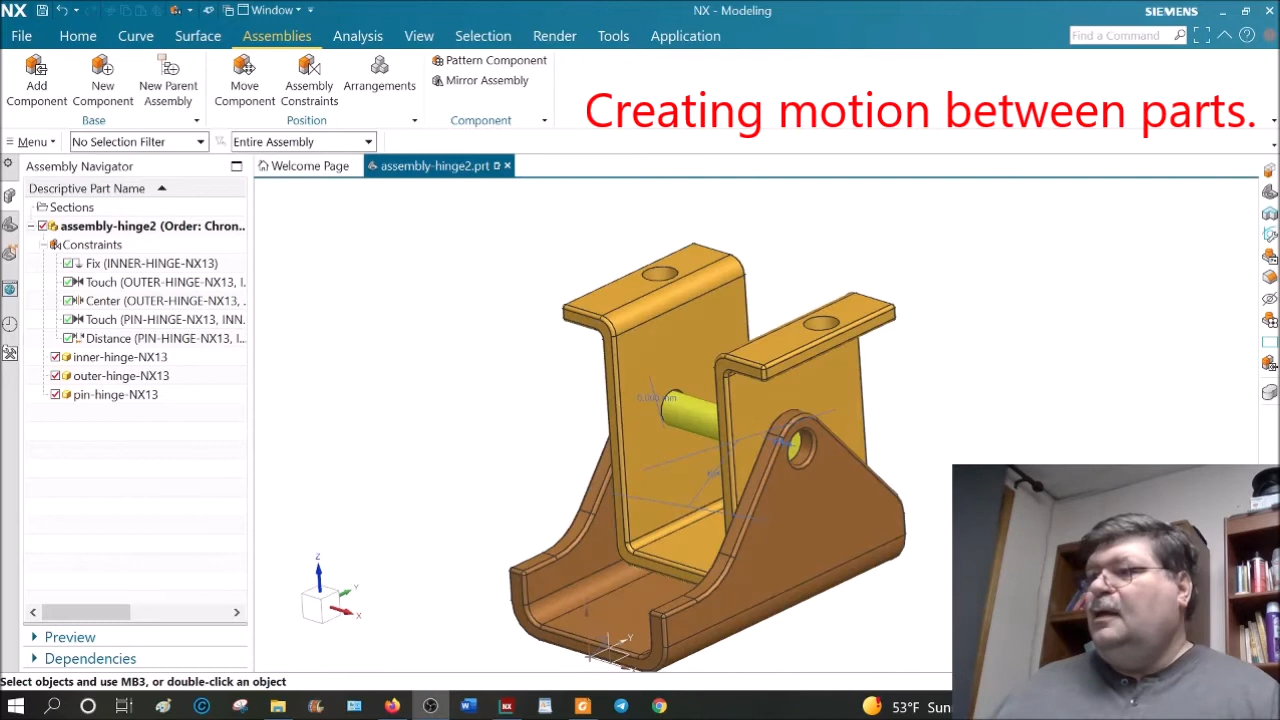 NX
Window
NX - Modeling
SIEMENS
File Home Curve Surface Assemblies Analysis View Selection Render Tools Application
Find a Command
Add Component
New Component
New Parent Assembly
Move Component
Assembly Constraints
Arrangements
Pattern Component
Mirror Assembly
Base
Position
Component
Creating motion between parts.
Menu
No Selection Filter
Entire Assembly
Assembly Navigator
Welcome Page
assembly-hinge2.prt
Descriptive Part Name
Sections
assembly-hinge2 (Order: Chron..
Constraints
Fix (INNER-HINGE-NX13)
Touch (OUTER-HINGE-NX13, I..
Center (OUTER-HINGE-NX13, .
Touch (PIN-HINGE-NX13, INN..
Distance (PIN-HINGE-NX13, I...
inner-hinge-NX13
outer-hinge-NX13
pin-hinge-NX13
Z
Y
X
Y
Preview
Dependencies
Select objects and use MB3, or double-click an object
53°F Sun